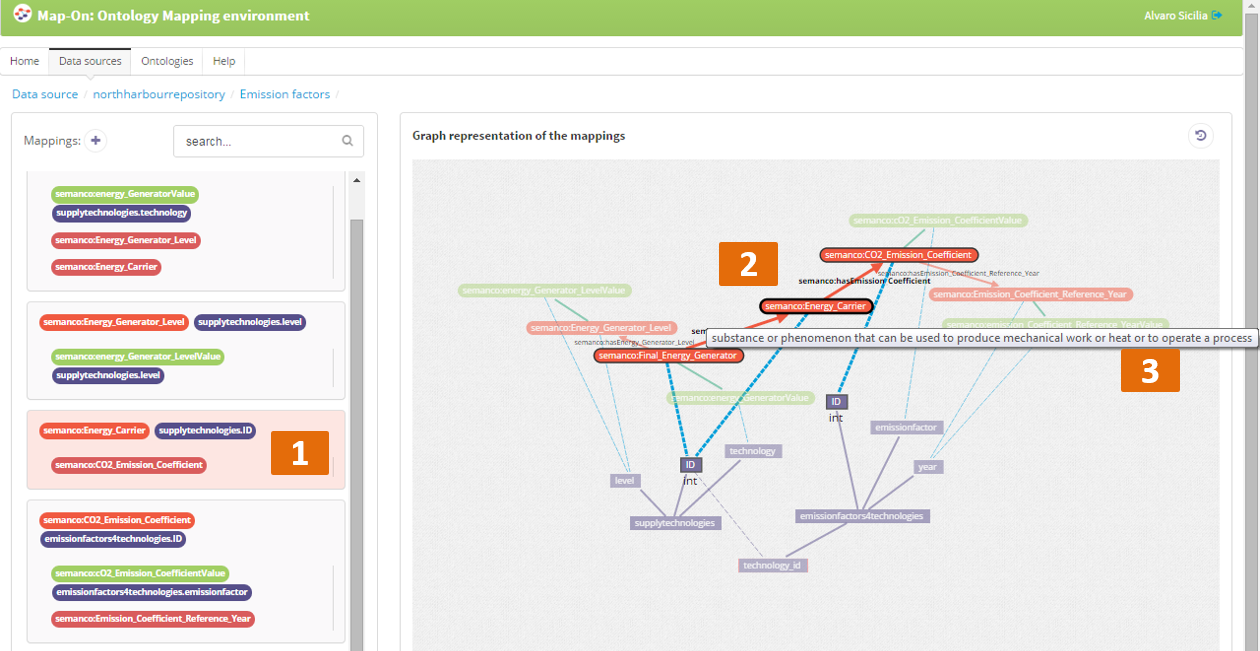 Map-On: Ontology Mapping environment
Alvaro Sicilia
Home
Data sources
Ontologies
Help
Data source / northharbourrepository / Emission factors /
Mappings:
search...
semanco:energy_GeneratorValue
supplytechnologies.technology
semanco:Energy_Generator_Level
semanco:Energy_Carrier
semanco:Energy_Generator_Level
supplytechnologies.level
semanco:energy_Generator_LevelValue
supplytechnologies.level
semanco:Energy_Carrier
supplytechnologies.ID
semanco:CO2_Emission_Coefficient
1
semanco:CO2_Emission_Coefficient
emissionfactors4technologies.ID
semanco:cO2_Emission_CoefficientValue
emissionfactors4technologies.emissionfactor
semanco:Emission_Coefficient_Reference_Year
Graph representation of the mappings
semanco:cO2_Emission_CoefficientValue
2
semanco:CO2_Emission_Coefficient
semanco:hasEmission_Coefficient_Reference_Year
semanco:hasEmission Coefficient
semanco:energy_Generator_LevelValue
semanco:Emission_Coefficient_Reference_Year
semanco:Energy_Carrier
semanco:Energy_Generator_Level
semanco:emission_Coefficient_Reference_YearValue
substance or phenomenon that can be used to produce mechanical work or heat or to operate a process
semanco:hasEnergy_Generator_Level
semanco:Final_Energy_Generator
3
semanco:energy_GeneratorValue
ID
int
emissionfactor
technology
ID
int
year
level
supplytechnologies
emissionfactors4technologies
technology_id